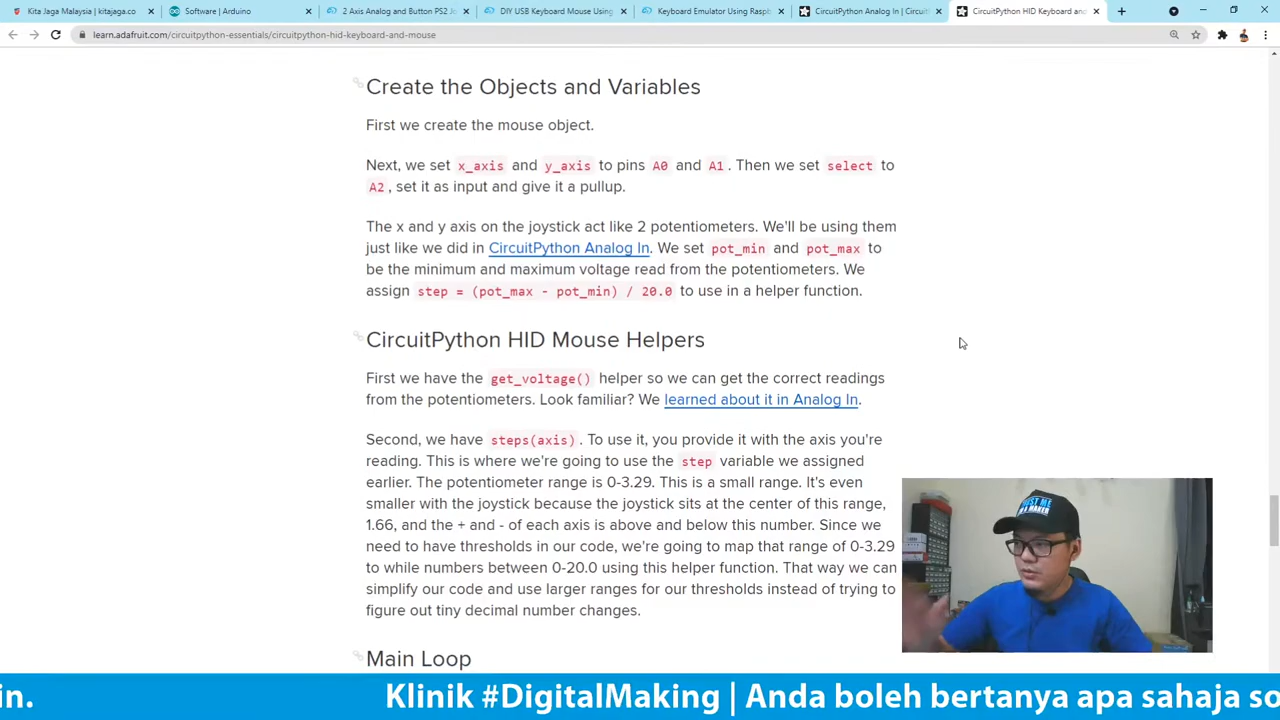 Kita Jaga Malaysia | kitajaga.co
Software | Arduino
2 Axis Analog and Button PS2 J
DIY USB Keyboard Mouse Using
Keyboard Emulator Using Raspb
CircuitPython Analog In | Circuit
CircuitPython HID Keyboard and
learn.adafruit.com/circuitpython-essentials/circuitpython-hid-keyboard-and-mouse
Create the Objects and Variables
First we create the mouse object.
Next, we set x_axis and y_axis to pins A0 and A1. Then we set select to
A2, set it as input and give it a pullup.
The x and y axis on the joystick act like 2 potentiometers. We'll be using them
just like we did in CircuitPython Analog In. We set pot_min and pot_max to
be the minimum and maximum voltage read from the potentiometers. We
assign step = (pot_max - pot_min) / 20.0 to use in a helper function.
CircuitPython HID Mouse Helpers
First we have the get_voltage() helper so we can get the correct readings
from the potentiometers. Look familiar? We learned about it in Analog In.
Second, we have steps(axis). To use it, you provide it with the axis you're
reading. This is where we're going to use the step variable we assigned
earlier. The potentiometer range is 0-3.29. This is a small range. It's even
smaller with the joystick because the joystick sits at the center of this range,
1.66, and the + and - of each axis is above and below this number. Since we
need to have thresholds in our code, we're going to map that range of 0-3.29
to while numbers between 0-20.0 using this helper function. That way we can
simplify our code and use larger ranges for our thresholds instead of trying to
figure out tiny decimal number changes.
TRUST ME
Main Loop
in. Klinik #DigitalMaking | Anda boleh bertanya apa sahaja so